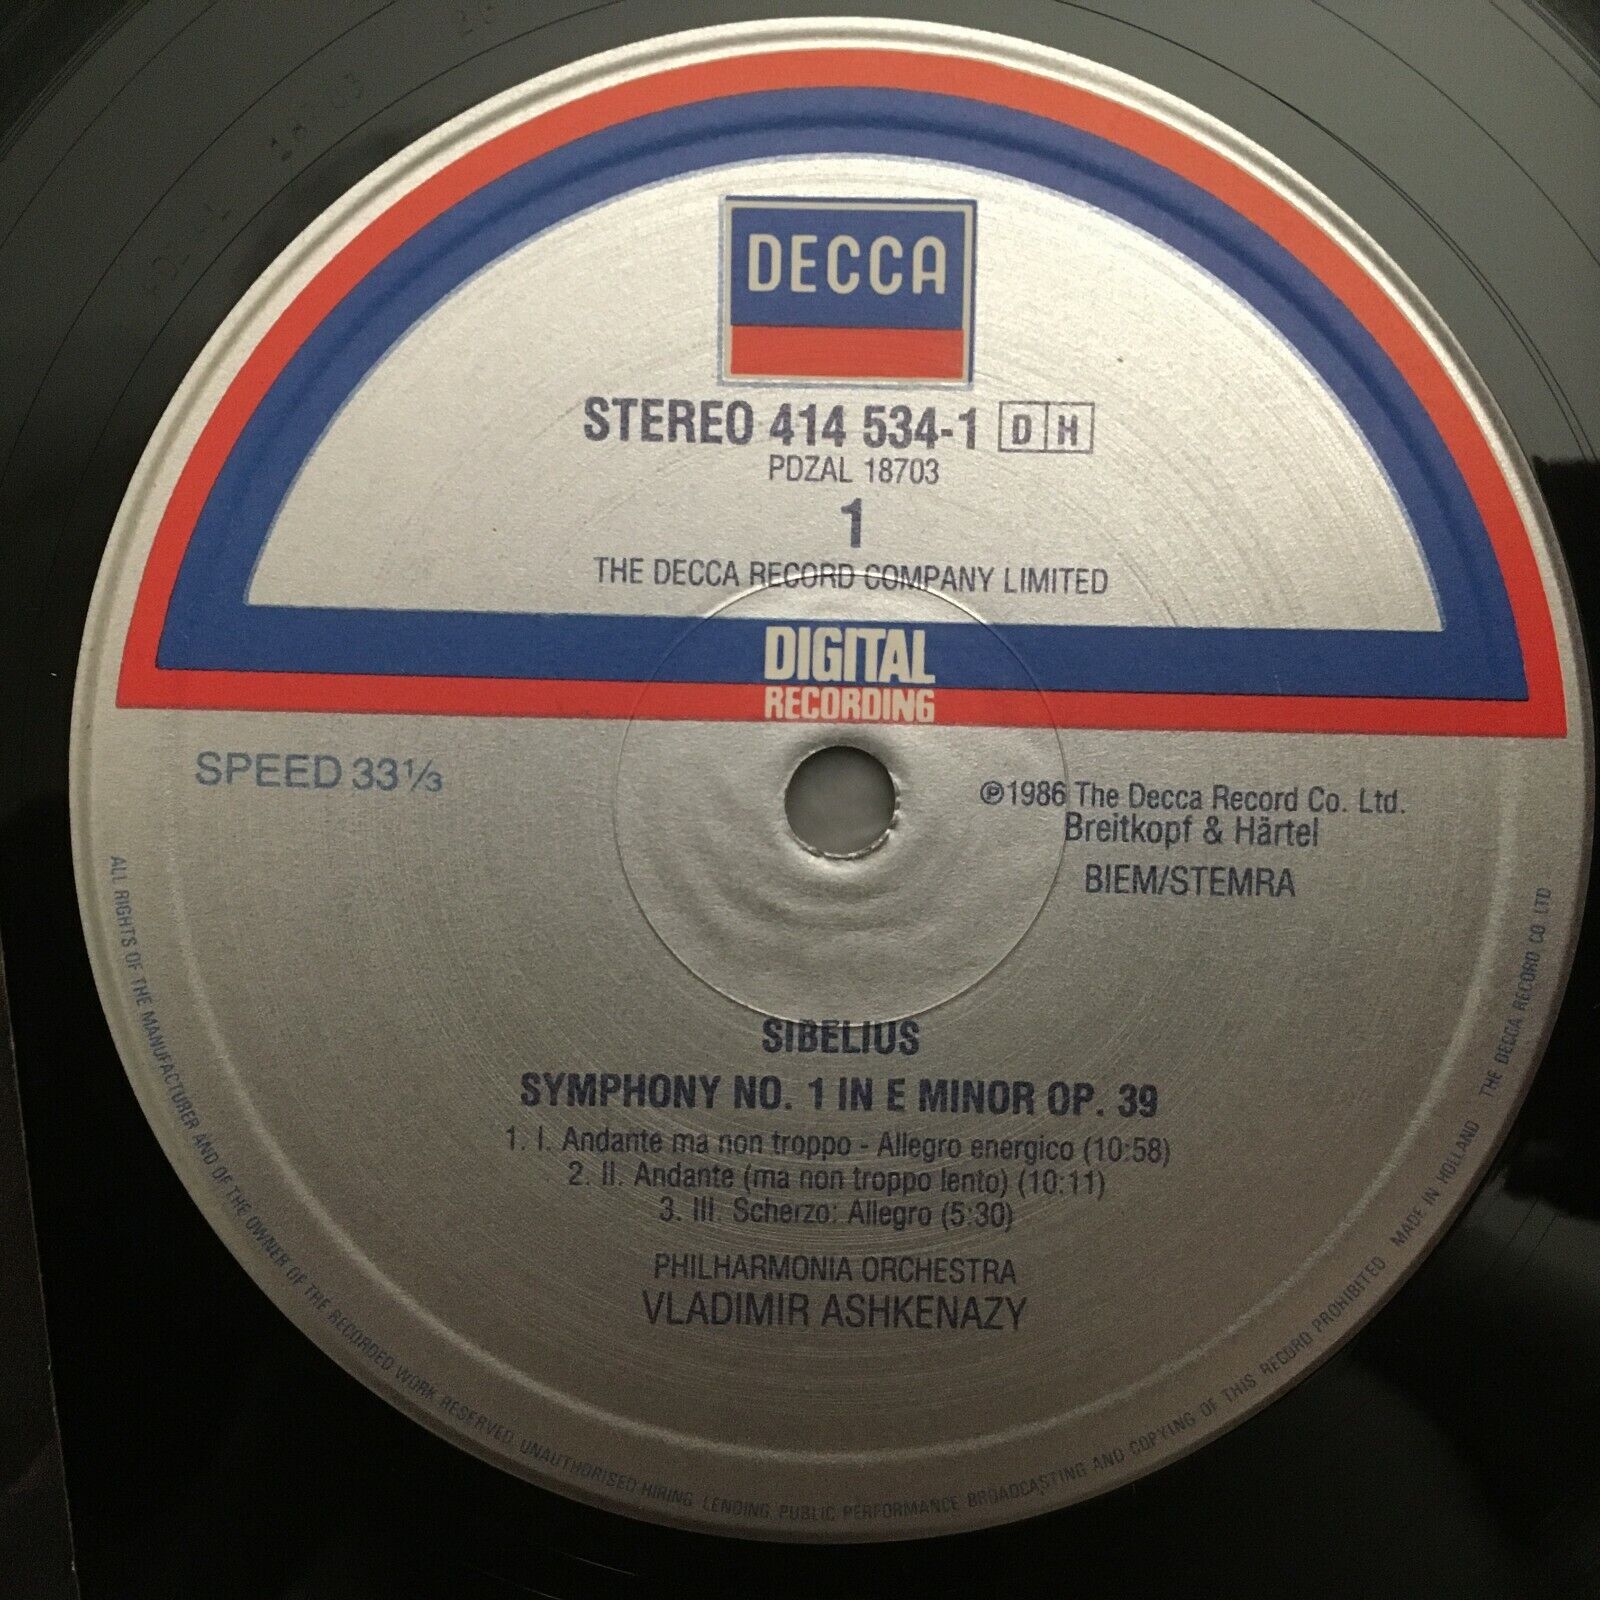 DECCA
STEREO 414 534-1 D H
PDZAL 18703
1
THE DECCA RECORD COMPANY LIMITED
DIGITAL
RECORDING
SPEED 33⅓
℗1986 The Decca Record Co. Ltd.
Breitkopf & Härtel
BIEM/STEMRA
SIBELIUS
SYMPHONY NO. 1 IN E MINOR OP. 39
1. I. Andante ma non troppo - Allegro energico (10:58)
2. II. Andante (ma non troppo lento) (10:11)
3. III. Scherzo: Allegro (5:30)
PHILHARMONIA ORCHESTRA
VLADIMIR ASHKENAZY
ALL RIGHTS OF THE MANUFACTURER AND OF THE OWNER OF THE RECORDED WORK RESERVED. UNAUTHORISED HIRING LENDING PUBLIC PERFORMANCE BROADCASTING AND COPYING OF THIS RECORD PROHIBITED MADE IN HOLLAND THE DECCA RECORD CO LTD